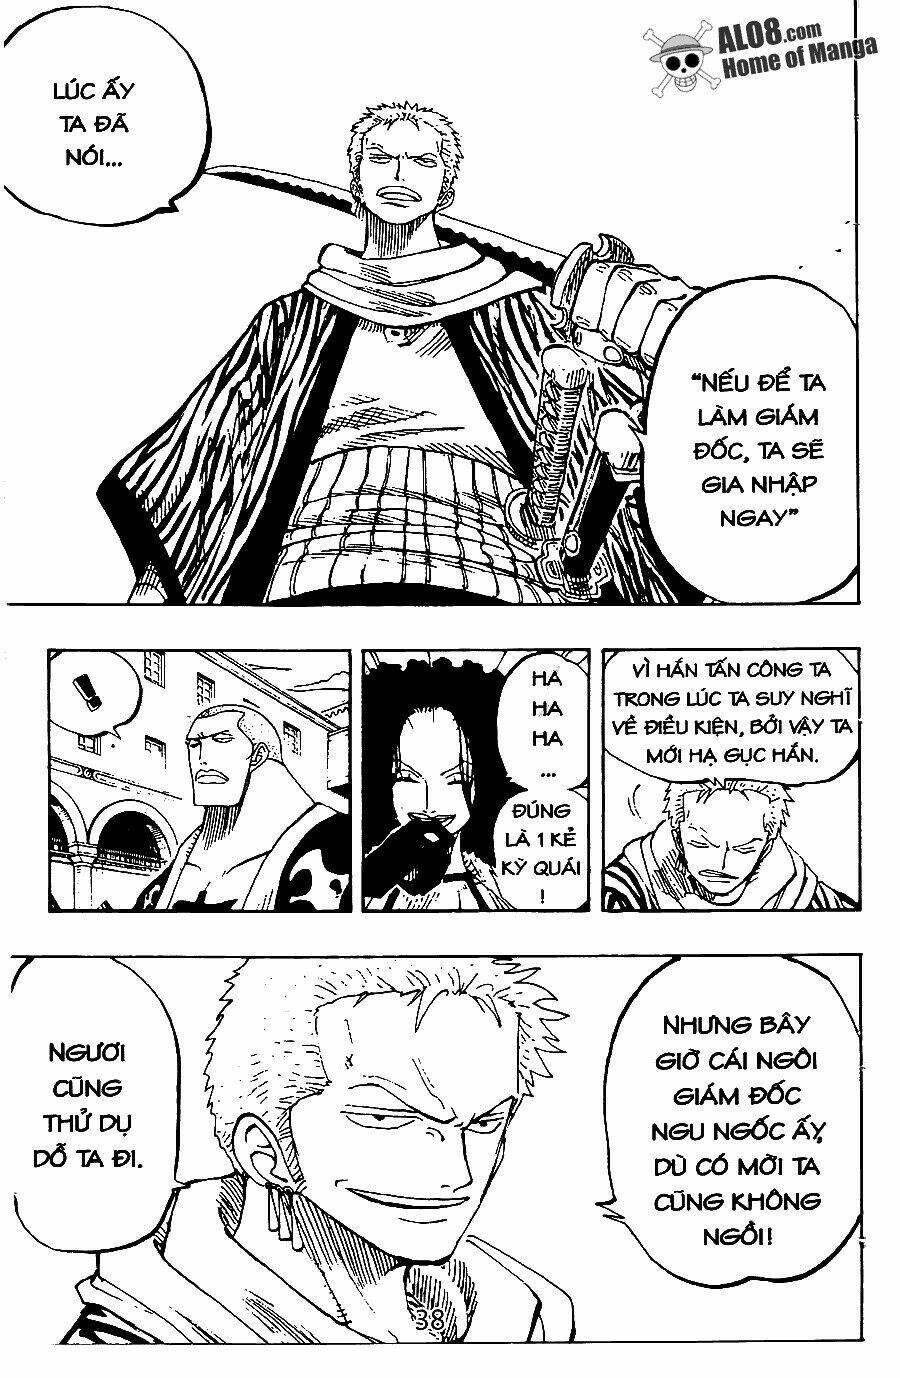 ALO8.com
Home of Manga
LÚC ẤY
TA ĐÃ
NÓI...
"NẾU ĐỂ TA
LÀM GIÁM
ĐỐC, TA SẼ
GIA NHẬP
NGAY"
VÌ HẮN TẤN CÔNG TA
TRONG LÚC TA SUY NGHĨ
VỀ ĐIỀU KIỆN, BỞI VẬY TA
MỚI HẠ GỤC HẮN.
HA
HA
HA
...
ĐÚNG
LÀ 1 KẺ
KỲ QUÁI
!
!
NHƯNG BÂY
GIỜ CÁI NGÔI
GIÁM ĐỐC
NGU NGỐC ẤY,
DÙ CÓ MỜI TA
CŨNG KHÔNG
NGỒI!
NGƯƠI
CŨNG
THỬ DỤ
DỖ TA ĐI.
38